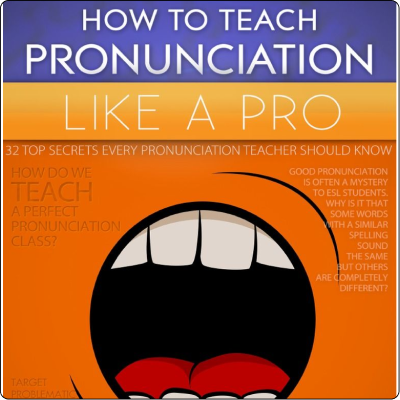 HOW TO TEACH
PRONUNCIATION
LIKE A PRO
32 TOP SECRETS EVERY PRONUNCIATION TEACHER SHOULD KNOW
HOW DO WE
TEACH
A PERFECT
PRONUNCIATION
CLASS?
GOOD PRONUNCIATION
IS OFTEN A MYSTERY
TO ESL STUDENTS.
WHY IS IT THAT
SOME WORDS
WITH A SIMILAR
SPELLING
SOUND
THE SAME
BUT OTHERS
ARE COMPLETELY
DIFFERENT?
TARGET
PROBLEMATIC